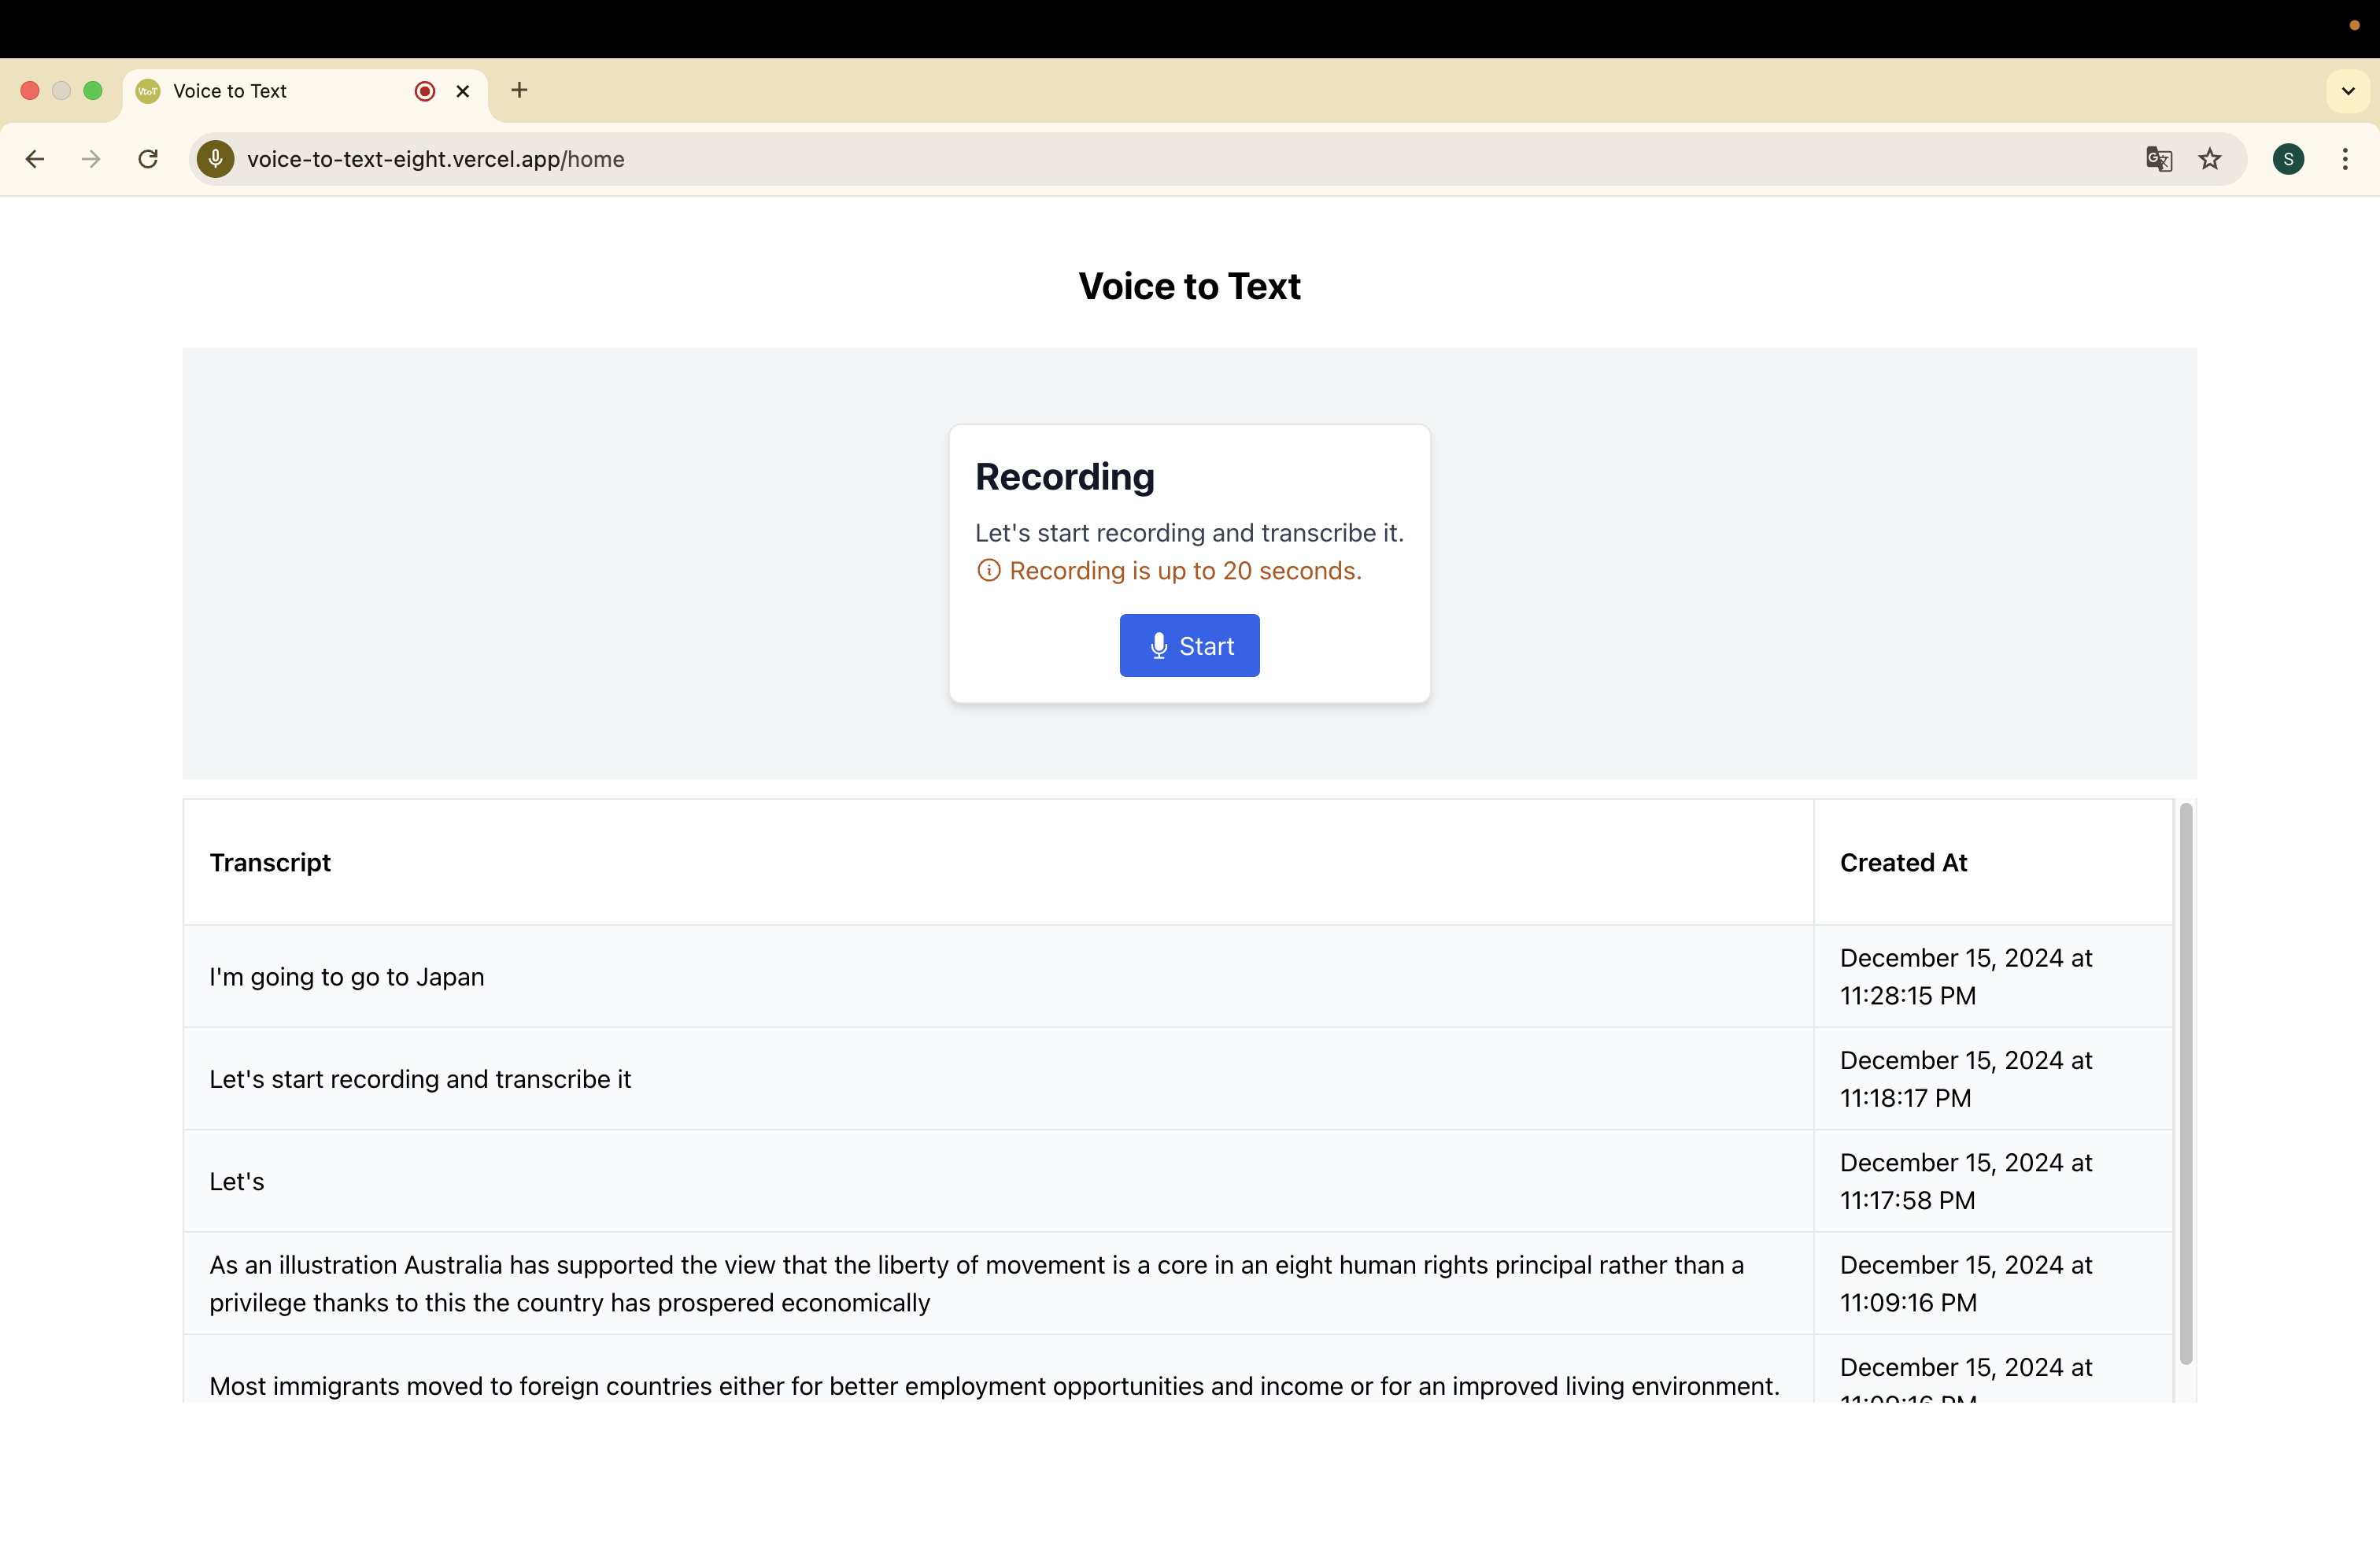 VtoT Voice to Text
voice-to-text-eight.vercel.app/home
S
Voice to Text
Recording
Let's start recording and transcribe it.
Recording is up to 20 seconds.
Start
Transcript Created At
I'm going to go to Japan
December 15, 2024 at
11:28:15 PM
Let's start recording and transcribe it
December 15, 2024 at
11:18:17 PM
Let's
December 15, 2024 at
11:17:58 PM
As an illustration Australia has supported the view that the liberty of movement is a core in an eight human rights principal rather than a
privilege thanks to this the country has prospered economically
December 15, 2024 at
11:09:16 PM
Most immigrants moved to foreign countries either for better employment opportunities and income or for an improved living environment.
December 15, 2024 at